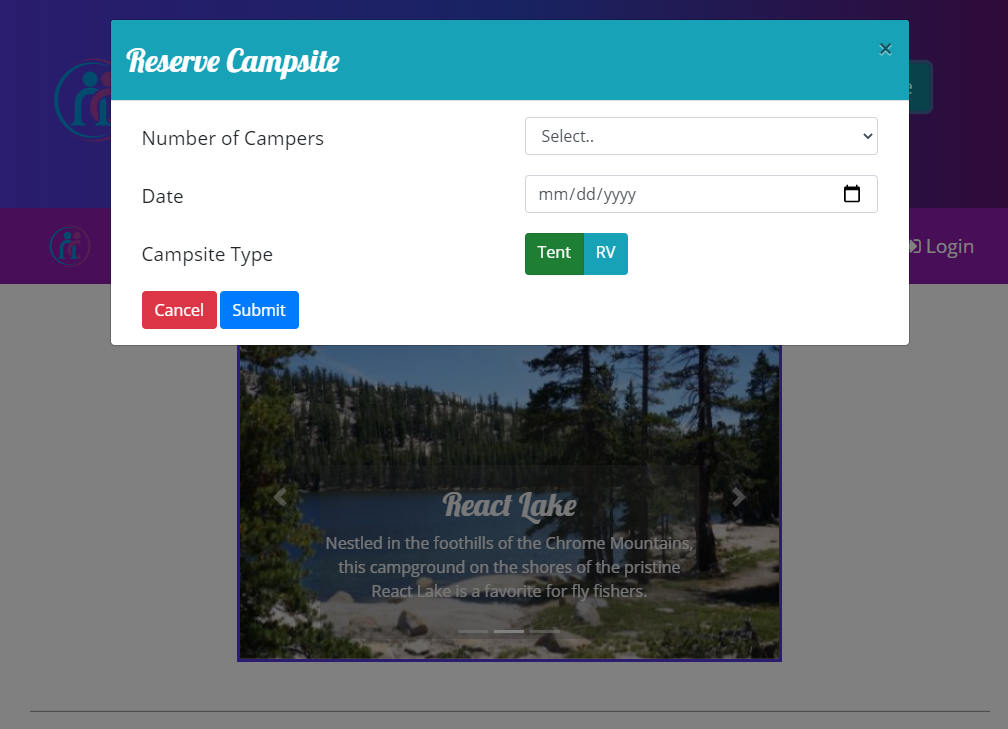 Reserve Campsite
×
Number of Campers
Select..
Date
mm/dd/yyyy
Campsite Type
Tent RV
Cancel Submit
Login
React Lake
Nestled in the foothills of the Chrome Mountains,
this campground on the shores of the pristine
React Lake is a favorite for fly fishers.